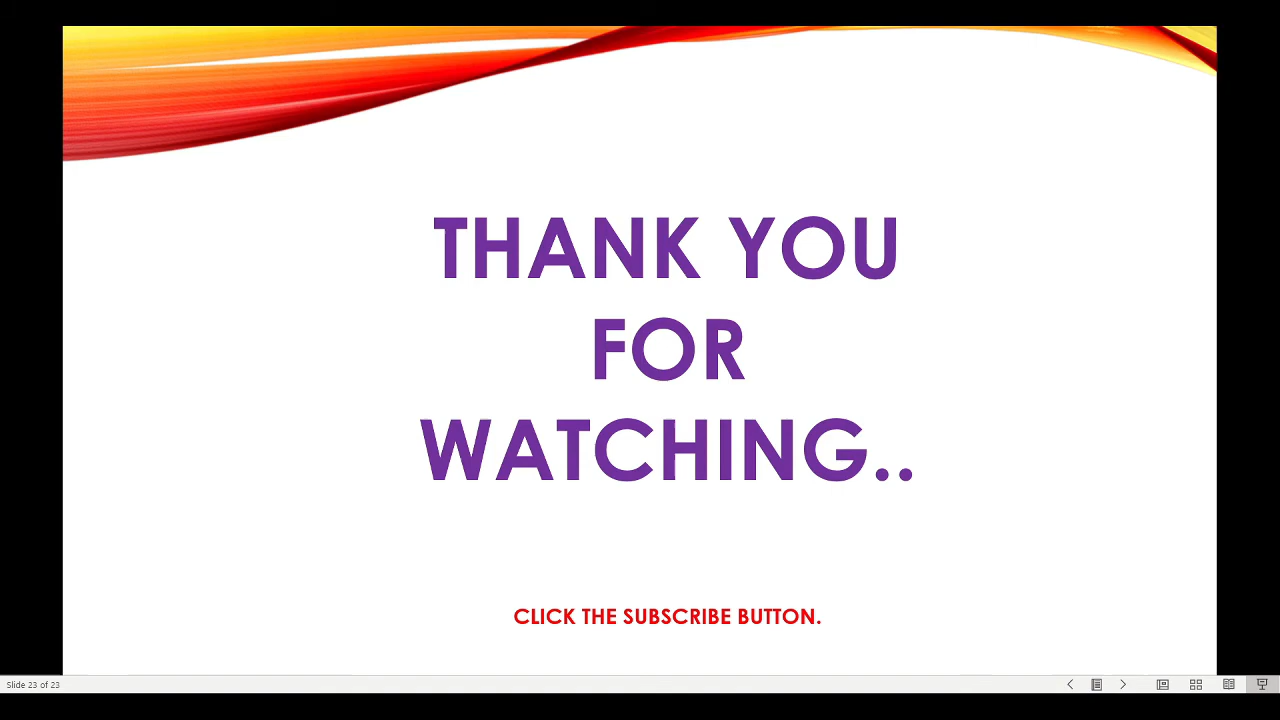 THANK YOU
FOR
WATCHING..
CLICK THE SUBSCRIBE BUTTON.
Slide 23 of 23